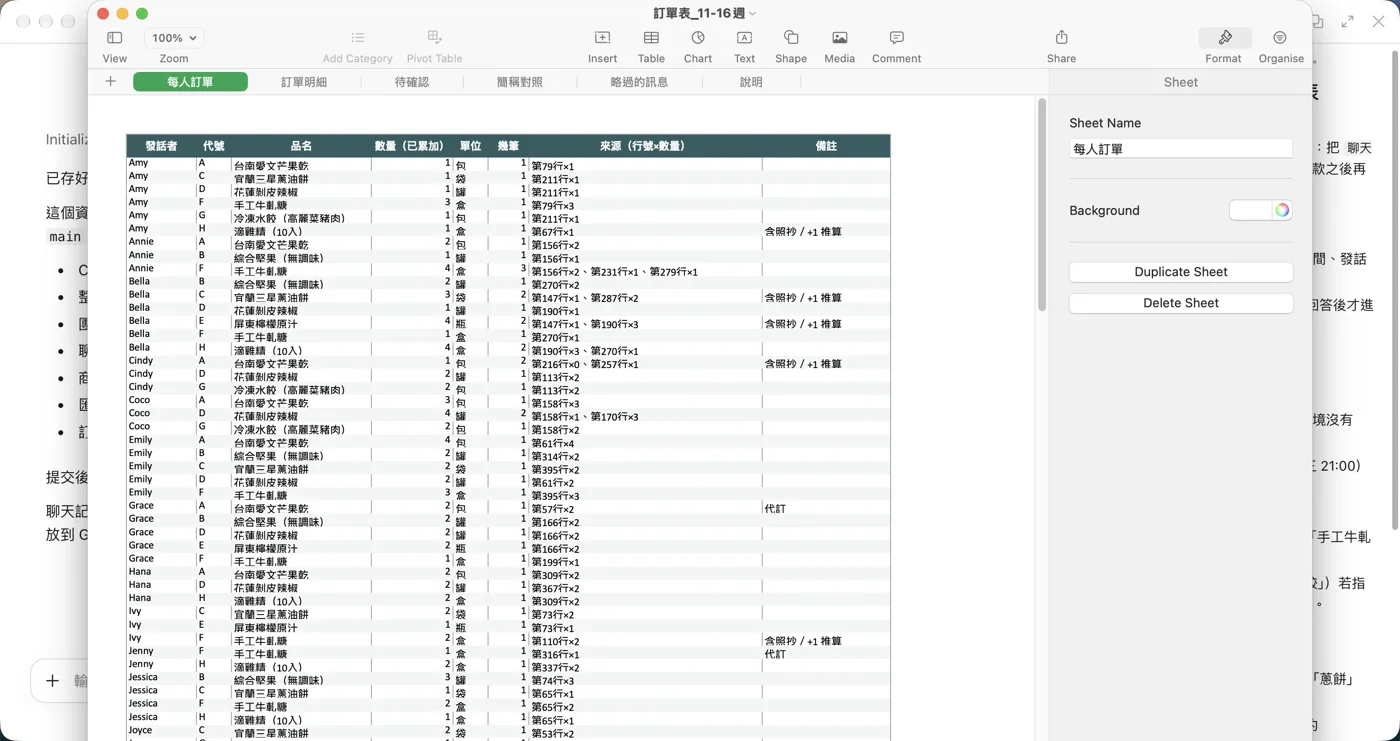 訂單表_11-16週
100%
View
Zoom
Add Category
Pivot Table
Insert
Table
Chart
Text
Shape
Media
Comment
Share
Format
Organise
每人訂單
訂單明細
待確認
簡稱對照
略過的訊息
說明
Sheet
發話者 代號 品名 數量（已累加） 單位 幾筆 來源（行號×數量） 備註
Amy A 台南愛文芒果乾 1 包 1 第79行×1
Amy C 宜蘭三星蔥油餅 1 袋 1 第211行×1
Amy D 花蓮剝皮辣椒 1 罐 1 第211行×1
Amy F 手工牛軋糖 3 盒 1 第79行×3
Amy G 冷凍水餃（高麗菜豬肉） 1 包 1 第211行×1
Amy H 滴雞精（10入） 1 盒 1 第67行×1 含照抄 / +1 推算
Annie A 台南愛文芒果乾 2 包 1 第156行×2
Annie B 綜合堅果（無調味） 1 罐 1 第156行×1
Annie F 手工牛軋糖 4 盒 3 第156行×2、第231行×1、第279行×1
Bella B 綜合堅果（無調味） 2 罐 1 第270行×2
Bella C 宜蘭三星蔥油餅 3 袋 2 第147行×1、第287行×2 含照抄 / +1 推算
Bella D 花蓮剝皮辣椒 1 罐 1 第190行×1
Bella E 屏東檸檬原汁 4 瓶 2 第147行×1、第190行×3 含照抄 / +1 推算
Bella F 手工牛軋糖 1 盒 1 第270行×1
Bella H 滴雞精（10入） 4 盒 2 第190行×3、第270行×1
Cindy A 台南愛文芒果乾 1 包 2 第216行×0、第257行×1 含照抄 / +1 推算
Cindy D 花蓮剝皮辣椒 2 罐 1 第113行×2
Cindy G 冷凍水餃（高麗菜豬肉） 2 包 1 第113行×2
Coco A 台南愛文芒果乾 3 包 1 第158行×3
Coco D 花蓮剝皮辣椒 4 罐 2 第158行×1、第170行×3
Coco G 冷凍水餃（高麗菜豬肉） 2 包 1 第158行×2
Emily A 台南愛文芒果乾 4 包 1 第61行×4
Emily B 綜合堅果（無調味） 2 罐 1 第314行×2
Emily C 宜蘭三星蔥油餅 2 袋 1 第395行×2
Emily D 花蓮剝皮辣椒 2 罐 1 第61行×2
Emily F 手工牛軋糖 3 盒 1 第395行×3
Grace A 台南愛文芒果乾 2 包 1 第57行×2 代訂
Grace B 綜合堅果（無調味） 2 罐 1 第166行×2
Grace D 花蓮剝皮辣椒 2 罐 1 第166行×2
Grace E 屏東檸檬原汁 2 瓶 1 第166行×2
Grace F 手工牛軋糖 1 盒 1 第199行×1
Hana A 台南愛文芒果乾 2 包 1 第309行×2
Hana D 花蓮剝皮辣椒 2 罐 1 第367行×2
Hana H 滴雞精（10入） 2 盒 1 第309行×2
Ivy C 宜蘭三星蔥油餅 2 袋 1 第73行×2
Ivy E 屏東檸檬原汁 1 瓶 1 第73行×1
Ivy F 手工牛軋糖 2 盒 1 第110行×2 含照抄 / +1 推算
Jenny F 手工牛軋糖 1 盒 1 第316行×1 代訂
Jenny H 滴雞精（10入） 2 盒 1 第337行×2
Jessica B 綜合堅果（無調味） 3 罐 1 第74行×3
Jessica C 宜蘭三星蔥油餅 1 袋 1 第65行×1
Jessica F 手工牛軋糖 2 盒 1 第65行×2
Jessica H 滴雞精（10入） 1 盒 1 第65行×1
Joyce C 宜蘭三星蔥油餅 2 袋 1 第53行×2
Sheet Name
每人訂單
Background
Duplicate Sheet
Delete Sheet
已存好
這個資
main
提交後
聊天記
放到 G
：把 聊天
款之後再
間、發話
回答後才進
境沒有
21:00）
「手工牛軋
」）若指
。
「蔥餅」